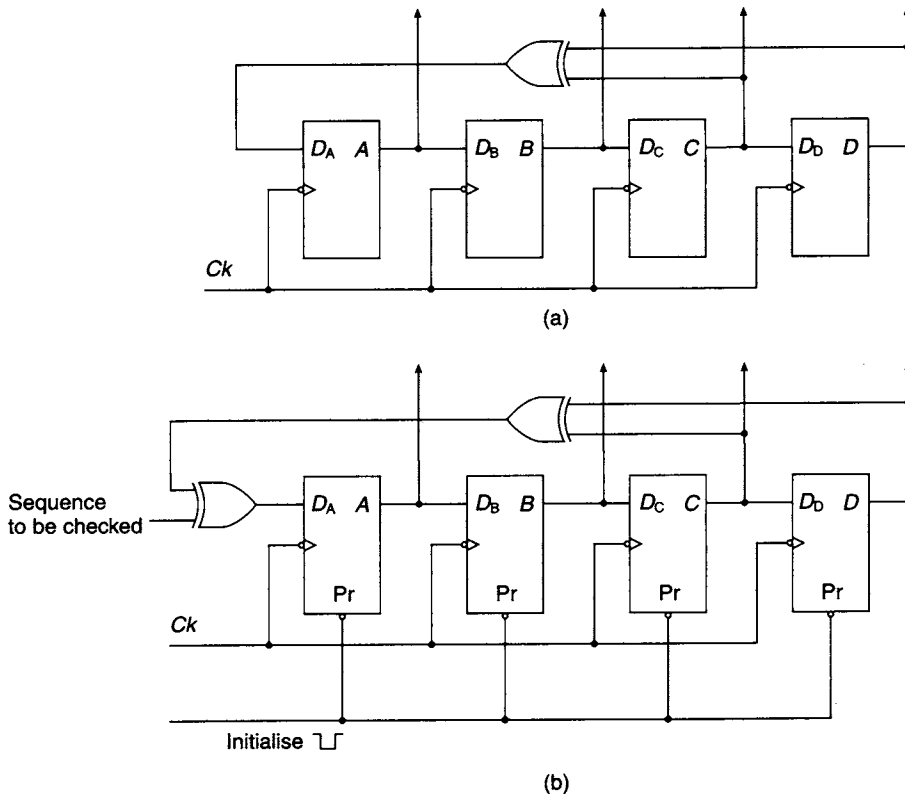 D_A A D_B B D_C C D_D D
Ck
(a)
Sequence
to be checked
D_A A D_B B D_C C D_D D
Pr Pr Pr Pr
Ck
Initialise
(b)